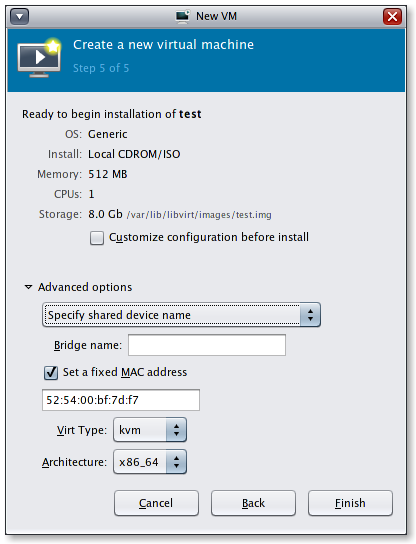 New VM
Create a new virtual machine
Step 5 of 5
Ready to begin installation of test
OS: Generic
Install: Local CDROM/ISO
Memory: 512 MB
CPUs: 1
Storage: 8.0 Gb /var/lib/libvirt/images/test.img
Customize configuration before install
Advanced options
Specify shared device name
Bridge name:
Set a fixed MAC address
52:54:00:bf:7d:f7
Virt Type: kvm
Architecture: x86_64
Cancel Back Finish